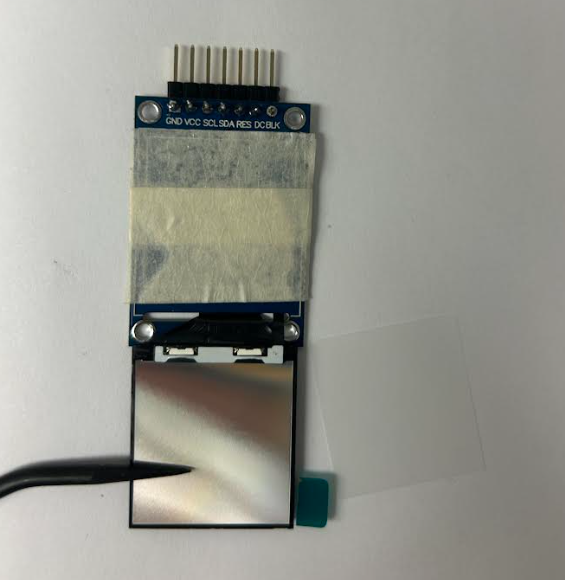 GND VCC SCL SDA RES DC BLK